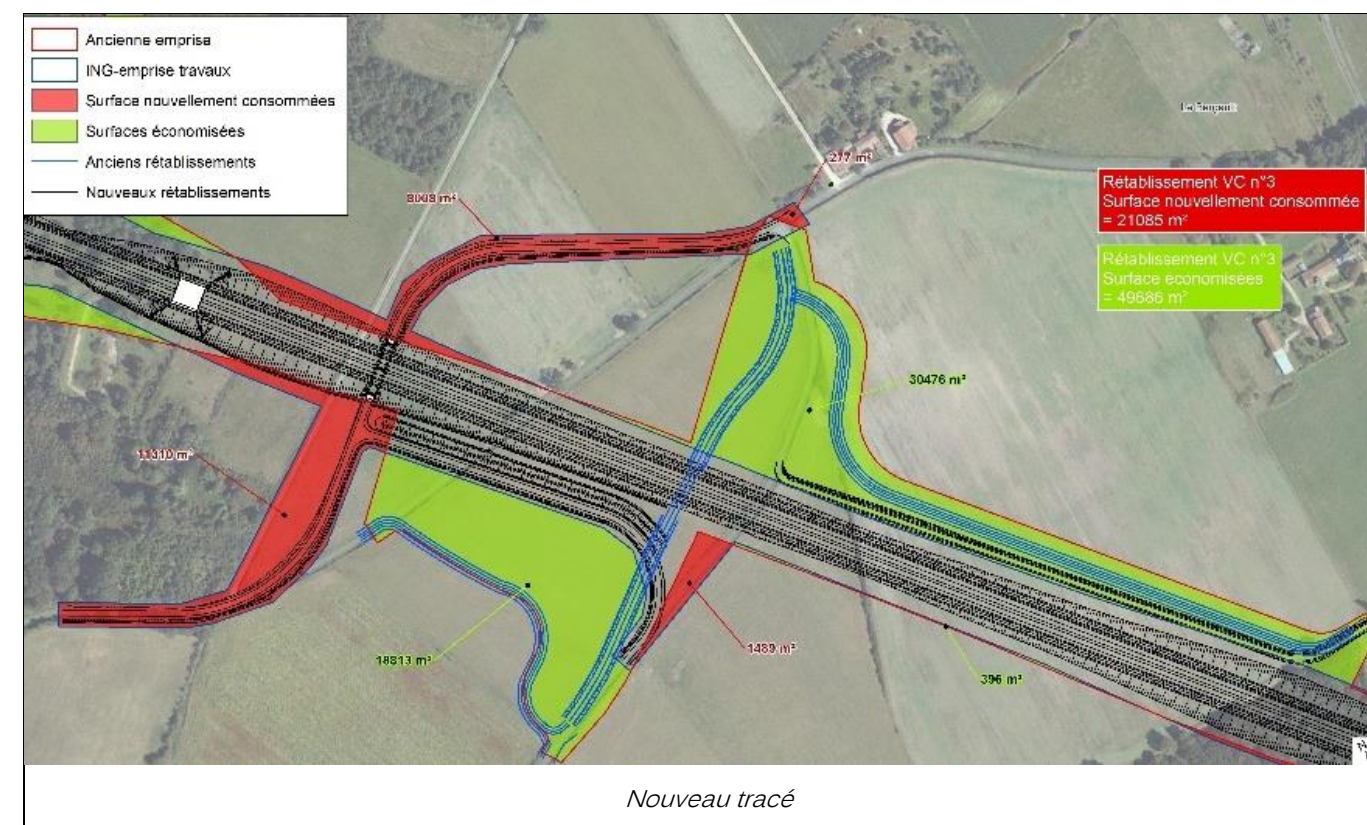 Ancienne emprise
ING-emprise travaux
Surface nouvellement consommées
Surfaces économisées
Anciens rétablissements
Nouveaux rétablissements
277 m²
8008 m²
Rétablissement VC n°3
Surface nouvellement consommée
= 21085 m²
Rétablissement VC n°3
Surface économisées
= 49686 m²
30476 m²
11310 m²
18813 m²
1489 m²
396 m²
Nouveau tracé